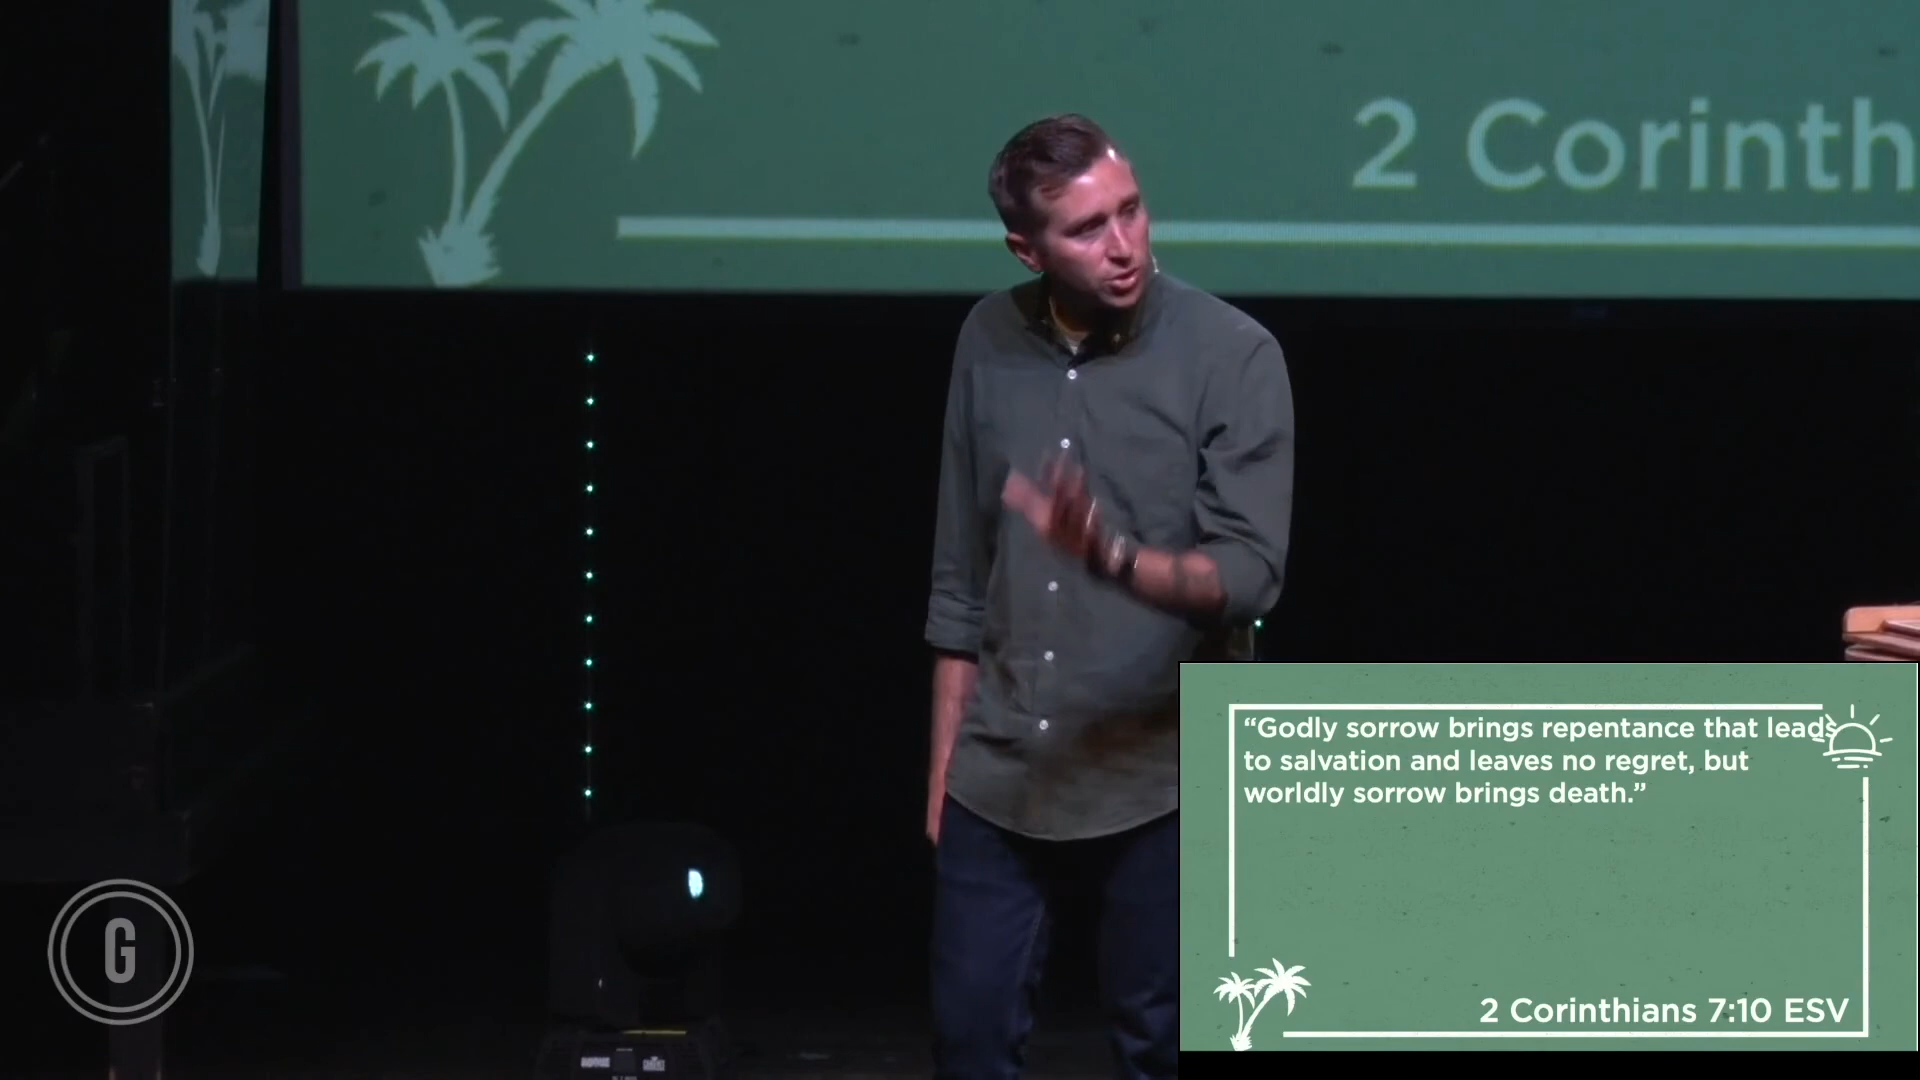 2 Corinth
“Godly sorrow brings repentance that leads
to salvation and leaves no regret, but
worldly sorrow brings death.”
2 Corinthians 7:10 ESV
G